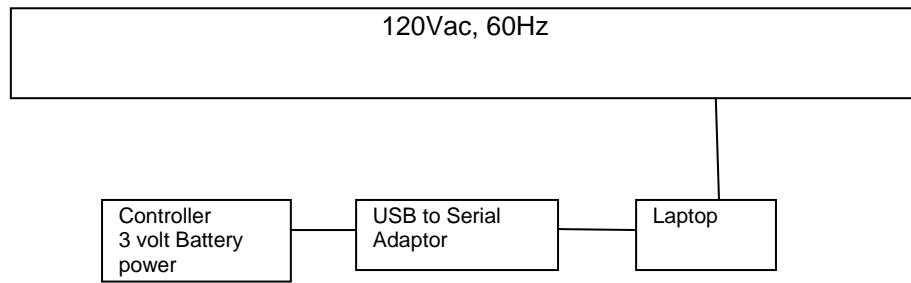 120Vac, 60Hz
Controller
3 volt Battery
power
USB to Serial
Adaptor
Laptop